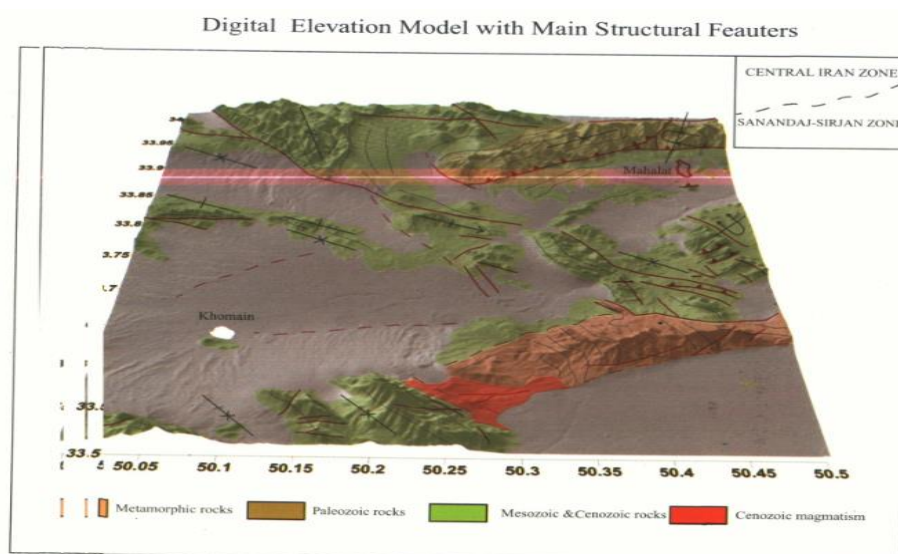 Digital Elevation Model with Main Structural Feauters
CENTRAL IRAN ZONE
SANANDAJ-SIRJAN ZONE
33.95
33.9
Mahalat
33.85
33.8
33.75
Khomain
33.5
50.05 50.1 50.15 50.2 50.25 50.3 50.35 50.4 50.45 50.5
Metamorphic rocks Paleozoic rocks Mesozoic &Cenozoic rocks Cenozoic magmatism